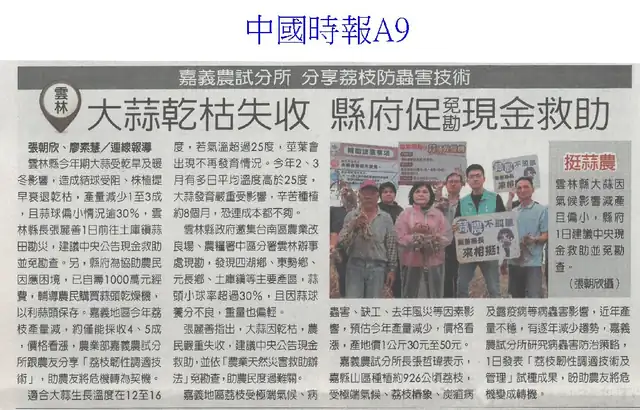 中國時報A9
嘉義農試分所 分享荔枝防蟲害技術
雲林
大蒜乾枯失收 縣府促免勘現金救助
張朝欣、廖素慧/連線報導
雲林縣今年期大蒜受乾旱及暖
冬影響,造成結球受阻、株植提
早衰退乾枯,產量減少1至3成
,且蒜球偏小情況逾30%,雲
林縣長張麗善1日前往土庫鎮蒜
田勘災,建議中央公告現金救助
並免勘查。另,縣府為協助農民
因應困境,已自籌1000萬元經
費,輔導農民購買蒜頭乾燥機,
以利蒜頭保存。嘉義地區今年荔
枝產量減,約僅能採收4、5成
,價格看漲,農業部嘉義農試分
所跟農友分享「荔枝韌性調適技
術」,助農友將危機轉為契機。
適合大蒜生長溫度在12至16
度,若氣溫超過25度,莖葉會
出現不再發育情況。今年2、3
月有多日平均溫度高於25度,
大蒜發育嚴重受影響,辛苦種植
約8個月,恐連成本都不夠。
雲林縣政府邀集台南區農業改
良場、農糧署中區分署雲林辦事
處現勘,發現四湖鄉、東勢鄉、
元長鄉、土庫鎮等主要產區,蒜
頭小球率超過30%,且因蒜球
養分不良,重量也偏輕。
張麗善指出,大蒜因乾枯,農
民嚴重失收,建議中央公告現金
救助,並依「農業天然災害救助辦
法」免勘查,助農民度過難關。
嘉義地區荔枝受極端氣候、病
蟲害、缺工、去年風災等因素影
響,預估今年產量減少,價格看
漲,產地價1公斤30元至50元。
嘉義農試分所長張哲瑋表示,
嘉縣山區種植約926公頃荔枝,
受極端氣候、荔枝椿象、炭疽病
及露疫病等病蟲害影響,近年產
量不穩,有逐年減少趨勢,嘉義
農試分所研究病蟲害防治策略,
1日發表「荔枝韌性調適技術及
管理」試種成果,盼助農友將危
機變成轉機。
挺蒜農
雲林縣大蒜因
氣候影響減產
且偏小,縣府
1日建議中央現
金救助並免勘
查。
(張朝欣攝)
來相挺!